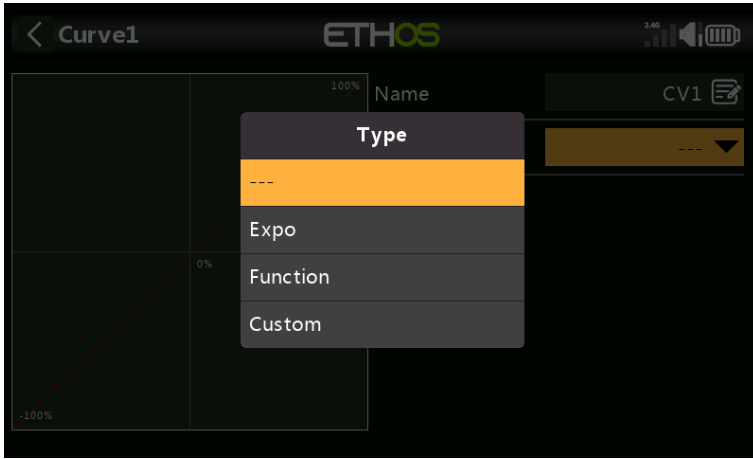 Curve1
ETHOS
2.4G
100%
Name
CV1
Type
---
---
Expo
0%
Function
Custom
-100%